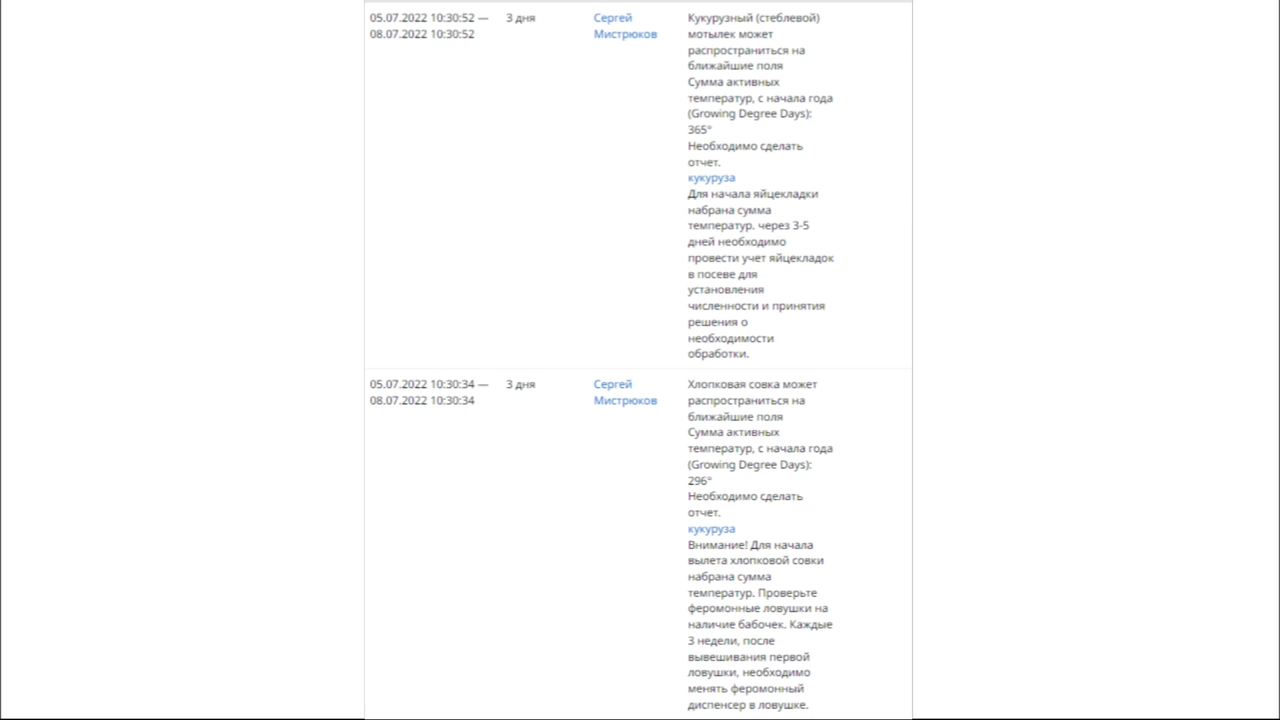 05.07.2022 10:30:52 —
08.07.2022 10:30:52
3 дня
Сергей
Мистрюков
Кукурузный (стеблевой)
мотылек может
распространиться на
ближайшие поля
Сумма активных
температур, с начала года
(Growing Degree Days):
365°
Необходимо сделать
отчет.
кукуруза
Для начала яйцекладки
набрана сумма
температур. через 3-5
дней необходимо
провести учет яйцекладок
в посеве для
установления
численности и принятия
решения о
необходимости
обработки.
05.07.2022 10:30:34 —
08.07.2022 10:30:34
3 дня
Сергей
Мистрюков
Хлопковая совка может
распространиться на
ближайшие поля
Сумма активных
температур, с начала года
(Growing Degree Days):
296°
Необходимо сделать
отчет.
кукуруза
Внимание! Для начала
вылета хлопковой совки
набрана сумма
температур. Проверьте
феромонные ловушки на
наличие бабочек. Каждые
3 недели, после
вывешивания первой
ловушки, необходимо
менять феромонный
диспенсер в ловушке.